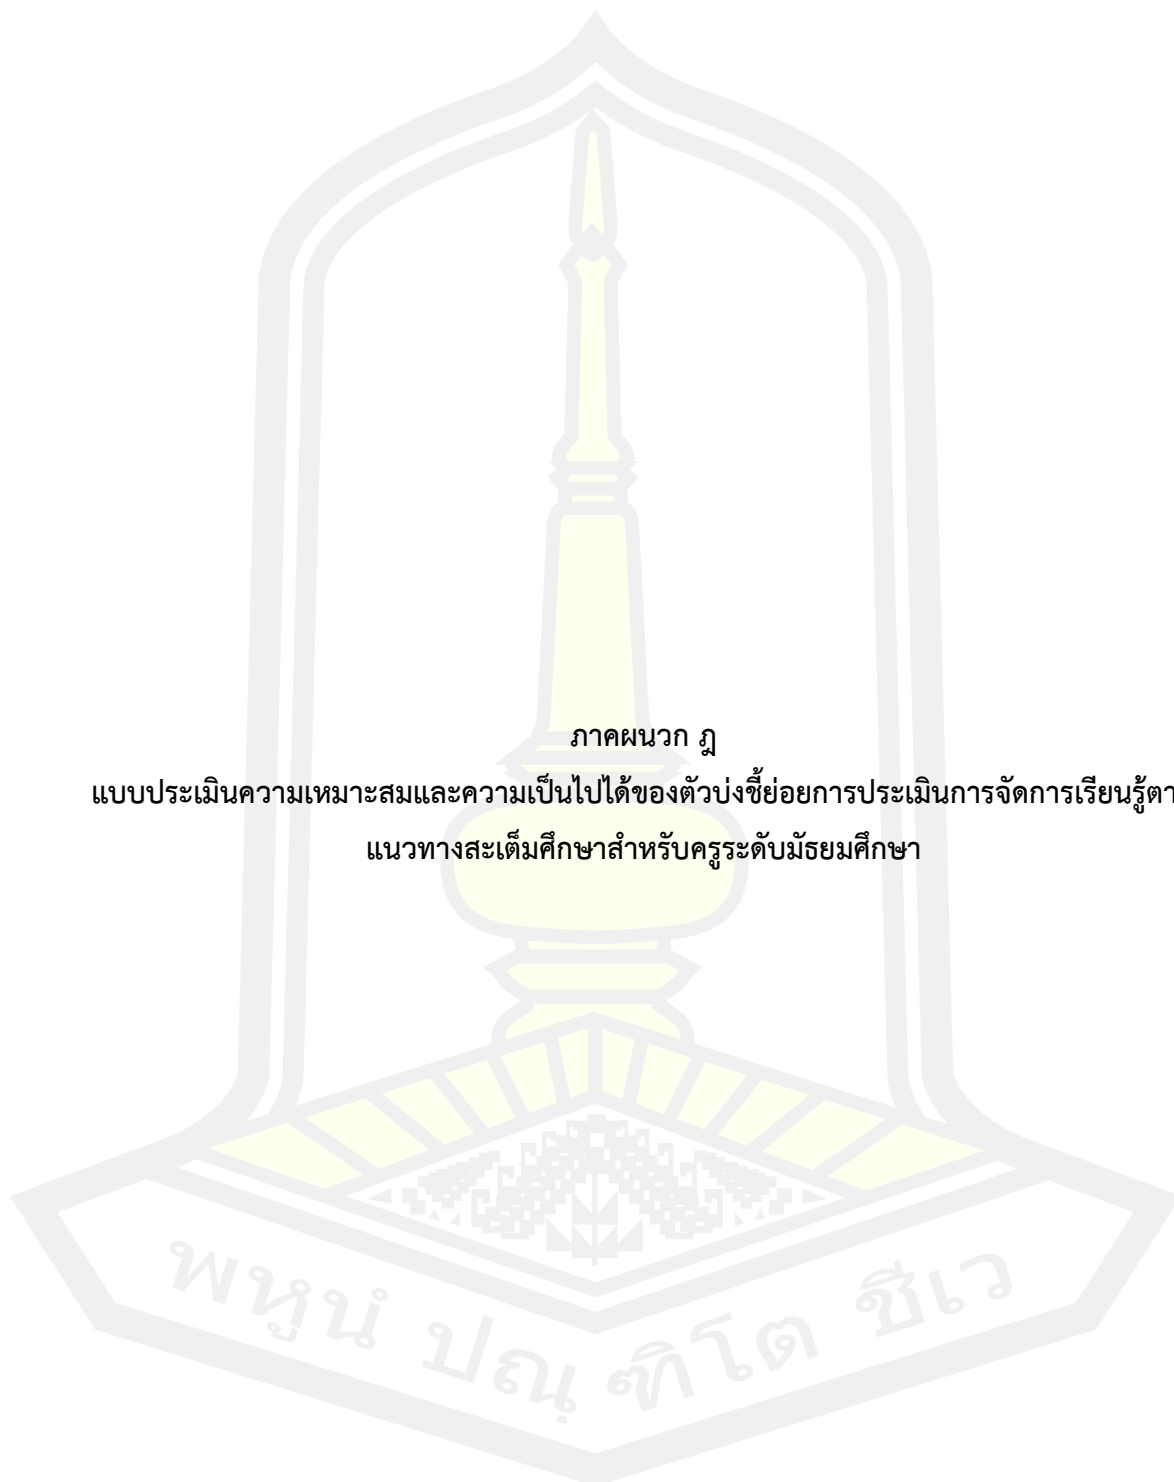 ภาคผนวก ฎ
แบบประเมินความเหมาะสมและความเป็นไปได้ของตัวบ่งชี้ย่อยการประเมินการจัดการเรียนรู้ตา
แนวทางสะเต็มศึกษาสำหรับครูระดับมัธยมศึกษา
พหูนํ ปณฺฑิโต ชีเว